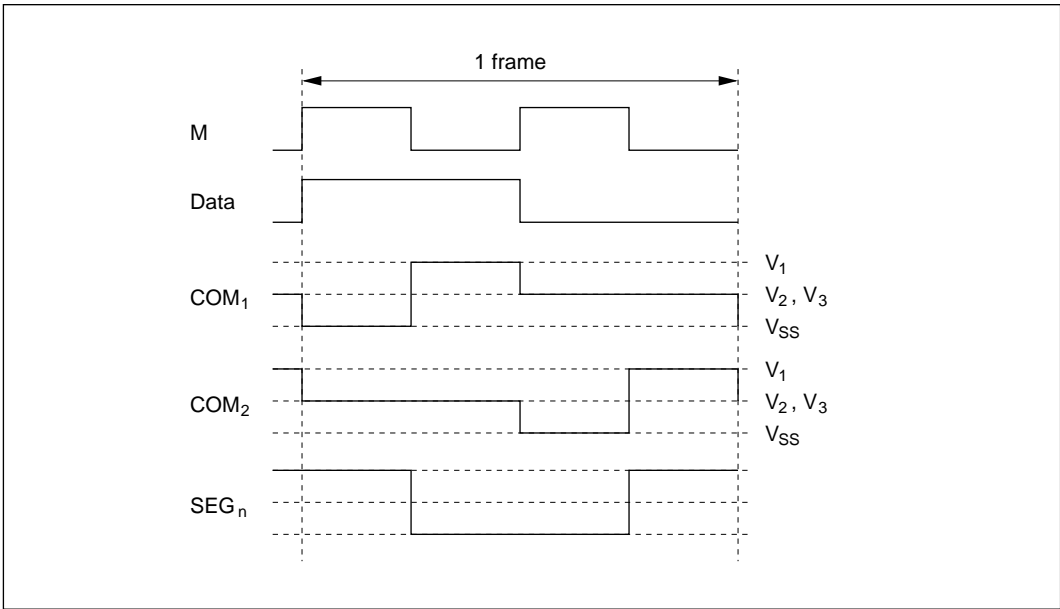 1 frame
M
Data
V1
COM1
V2 , V3
VSS
V1
COM2
V2 , V3
VSS
SEGn